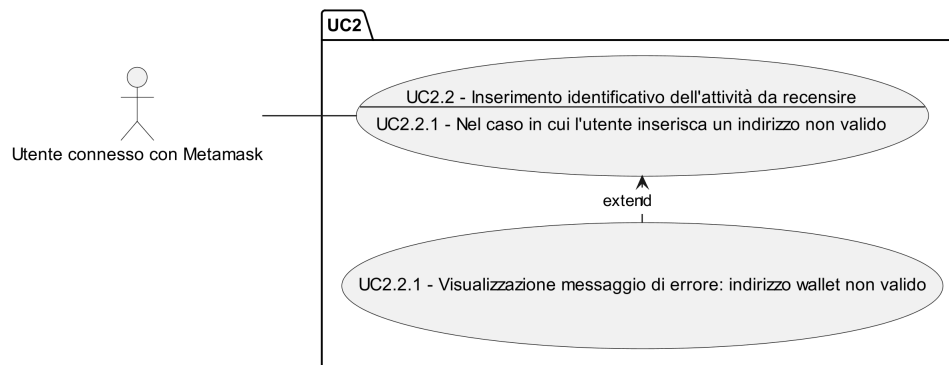 UC2
UC2.2 - Inserimento identificativo dell'attività da recensire
UC2.2.1 - Nel caso in cui l'utente inserisca un indirizzo non valido
Utente connesso con Metamask
extend
UC2.2.1 - Visualizzazione messaggio di errore: indirizzo wallet non valido